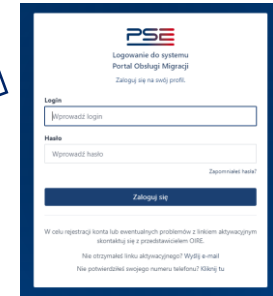 PSE
Logowanie do systemu
Portal Obsługi Migracji
Zaloguj się na swój profil.
Login
Wprowadź login
Hasło
Wprowadź hasło
Zapomniałeś hasła?
Zaloguj się
W celu rejestracji konta lub ewentualnych problemów z linkiem aktywacyjnym
skontaktuj się z przedstawicielem OIRE.
Nie otrzymałeś linku aktywacyjnego? Wyślij e-mail
Nie potwierdziłeś swojego numeru telefonu? Kliknij tu